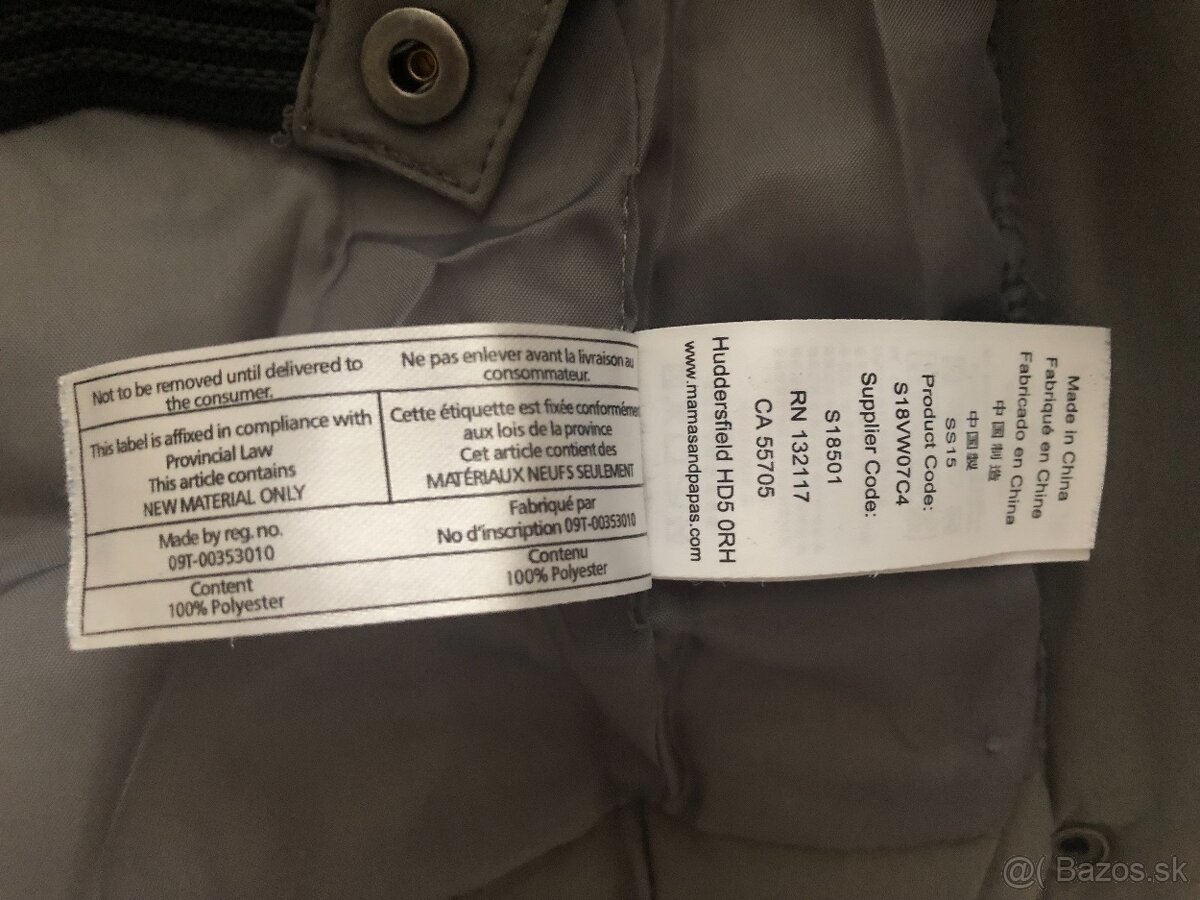 Not to be removed until delivered to
the consumer.
Ne pas enlever avant la livraison au
consommateur.
This label is affixed in compliance with
Provincial Law
This article contains
NEW MATERIAL ONLY
Cette étiquette est fixée conformémen
aux lois de la province
Cet article contient des
MATÉRIAUX NEUFS SEULEMENT
Made by reg. no.
09T-00353010
Fabriqué par
No d'inscription 09T-00353010
Content
100% Polyester
Contenu
100% Polyester
Made in China
Fabriqué en Chine
Fabricado en China
中国制造
中國製
SS15
Product Code:
S18VW07C4
Supplier Code:
S18501
RN 132117
CA 55705
Huddersfield HD5 0RH
www.mamasandpapas.com
@( Bazos.sk